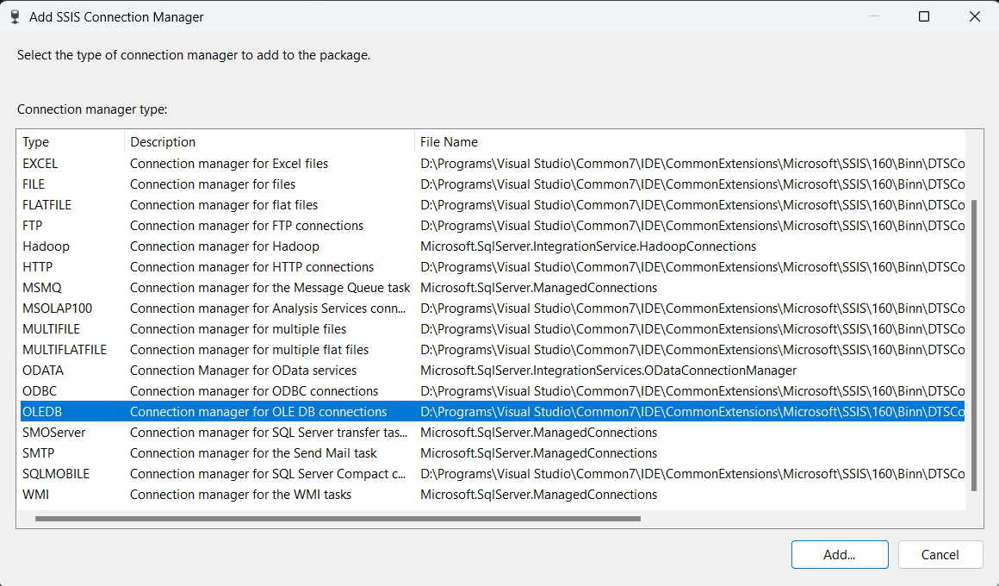 Add SSIS Connection Manager
Select the type of connection manager to add to the package.
Connection manager type:
Type Description File Name
EXCEL Connection manager for Excel files D:\Programs\Visual Studio\Common7\IDE\CommonExtensions\Microsoft\SSIS\160\Binn\DTSCo
FILE Connection manager for files D:\Programs\Visual Studio\Common7\IDE\CommonExtensions\Microsoft\SSIS\160\Binn\DTSCo
FLATFILE Connection manager for flat files D:\Programs\Visual Studio\Common7\IDE\CommonExtensions\Microsoft\SSIS\160\Binn\DTSCo
FTP Connection manager for FTP connections D:\Programs\Visual Studio\Common7\IDE\CommonExtensions\Microsoft\SSIS\160\Binn\DTSCo
Hadoop Connection manager for Hadoop Microsoft.SqlServer.IntegrationService.HadoopConnections
HTTP Connection manager for HTTP connections D:\Programs\Visual Studio\Common7\IDE\CommonExtensions\Microsoft\SSIS\160\Binn\DTSCo
MSMQ Connection manager for the Message Queue task Microsoft.SqlServer.ManagedConnections
MSOLAP100 Connection manager for Analysis Services conn... D:\Programs\Visual Studio\Common7\IDE\CommonExtensions\Microsoft\SSIS\160\Binn\DTSCo
MULTIFILE Connection manager for multiple files D:\Programs\Visual Studio\Common7\IDE\CommonExtensions\Microsoft\SSIS\160\Binn\DTSCo
MULTIFLATFILE Connection manager for multiple flat files D:\Programs\Visual Studio\Common7\IDE\CommonExtensions\Microsoft\SSIS\160\Binn\DTSCo
ODATA Connection Manager for OData services Microsoft.SqlServer.IntegrationServices.ODataConnectionManager
ODBC Connection manager for ODBC connections D:\Programs\Visual Studio\Common7\IDE\CommonExtensions\Microsoft\SSIS\160\Binn\DTSCo
OLEDB Connection manager for OLE DB connections D:\Programs\Visual Studio\Common7\IDE\CommonExtensions\Microsoft\SSIS\160\Binn\DTSCo
SMOServer Connection manager for SQL Server transfer tas... Microsoft.SqlServer.ManagedConnections
SMTP Connection manager for the Send Mail task Microsoft.SqlServer.ManagedConnections
SQLMOBILE Connection manager for SQL Server Compact c... D:\Programs\Visual Studio\Common7\IDE\CommonExtensions\Microsoft\SSIS\160\Binn\DTSCo
WMI Connection manager for the WMI tasks Microsoft.SqlServer.ManagedConnections
Add... Cancel